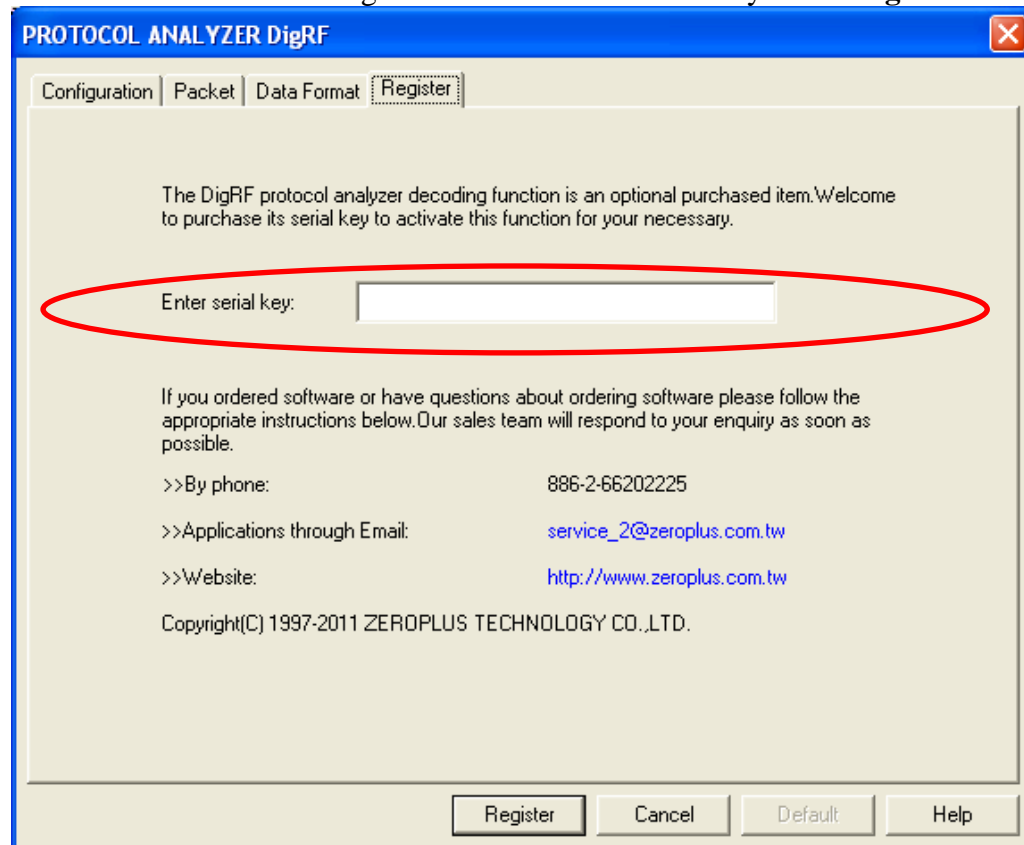 PROTOCOL ANALYZER DigRF
Configuration Packet Data Format Register
The DigRF protocol analyzer decoding function is an optional purchased item.Welcome
to purchase its serial key to activate this function for your necessary.
Enter serial key:
If you ordered software or have questions about ordering software please follow the
appropriate instructions below.Our sales team will respond to your enquiry as soon as
possible.
>>By phone: 886-2-66202225
>>Applications through Email: service_2@zeroplus.com.tw
>>Website: http://www.zeroplus.com.tw
Copyright(C) 1997-2011 ZEROPLUS TECHNOLOGY CO.,LTD.
Register Cancel Default Help